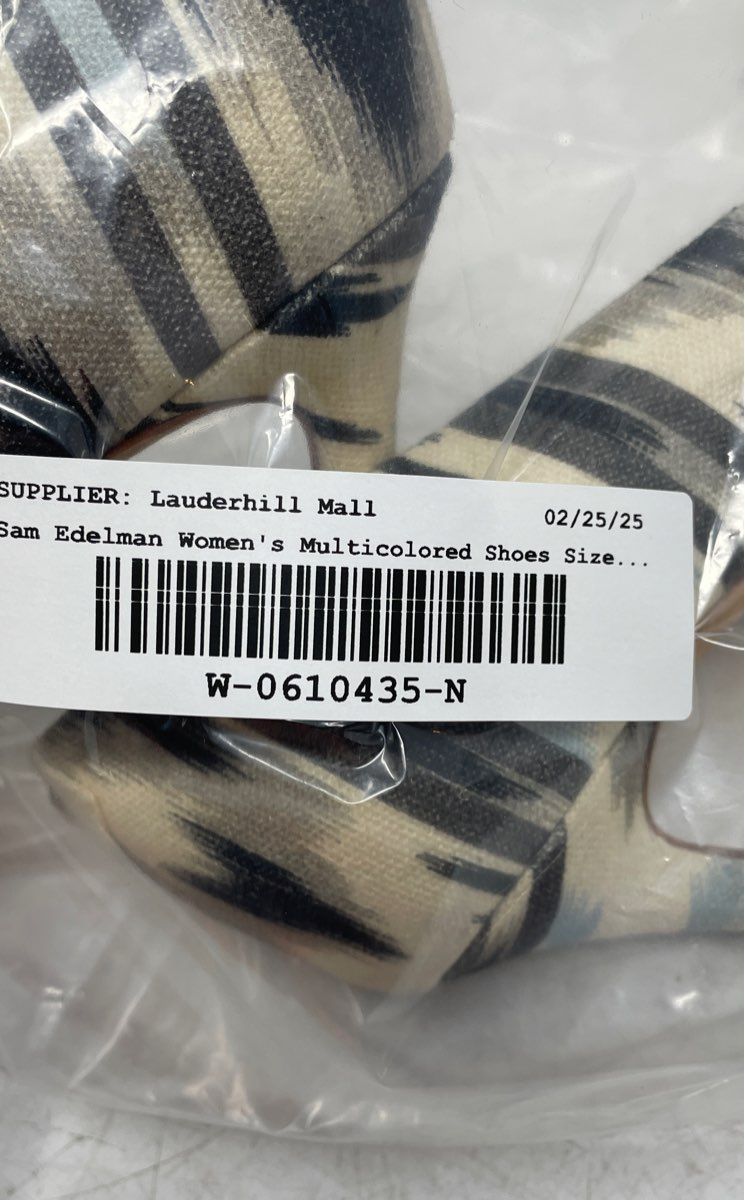 SUPPLIER: Lauderhill Mall
02/25/25
Sam Edelman Women's Multicolored Shoes Size...
W-0610435-N